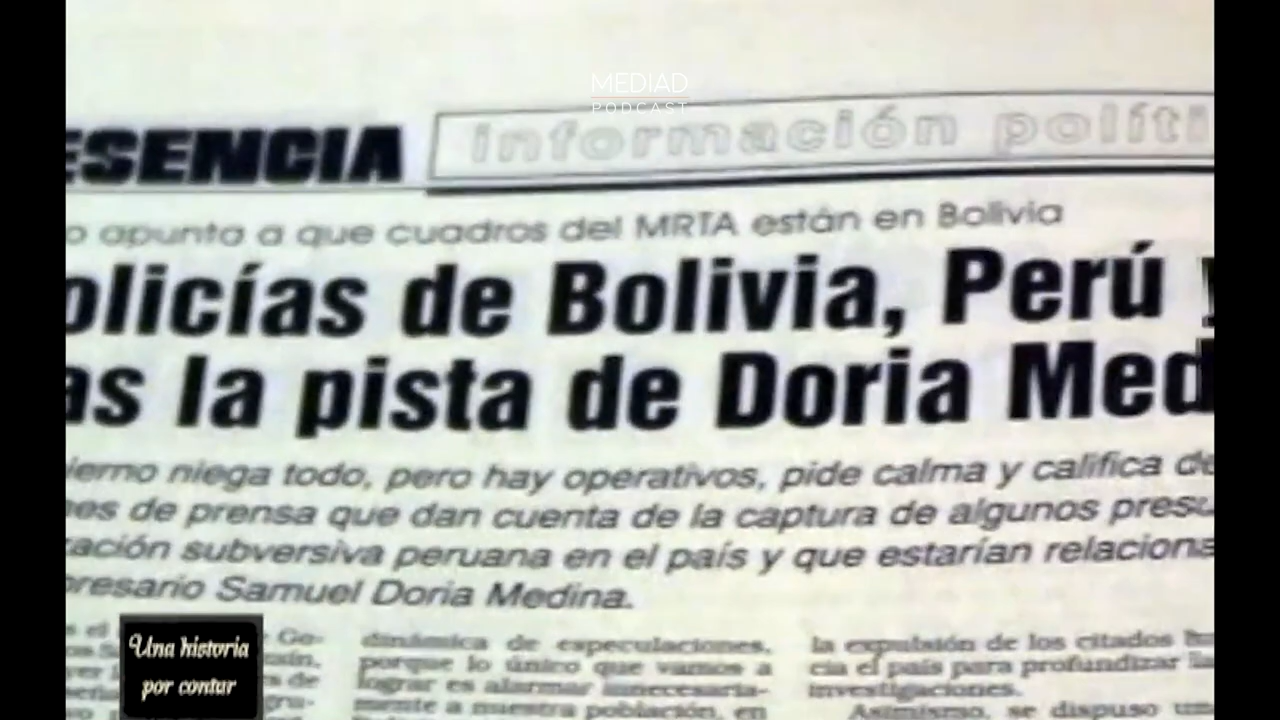 MEDIAD
PODCAST
ESENCIA
información políti
o apunta a que cuadros del MRTA están en Bolivia
olicías de Bolivia, Perú y
as la pista de Doria Med
ierno niega todo, pero hay operativos, pide calma y califica de
nes de prensa que dan cuenta de la captura de algunos presu
ación subversiva peruana en el país y que estarían relaciona
presario Samuel Doria Medina.
Una historia
por contar
dinámica de especulaciones,
porque lo único que vamos a
lograr es alarmar innecesaria-
mente a nuestra población, en
la expulsión de los citados
cia el país para profundizar
investigaciones.
Asimismo, se dispuso